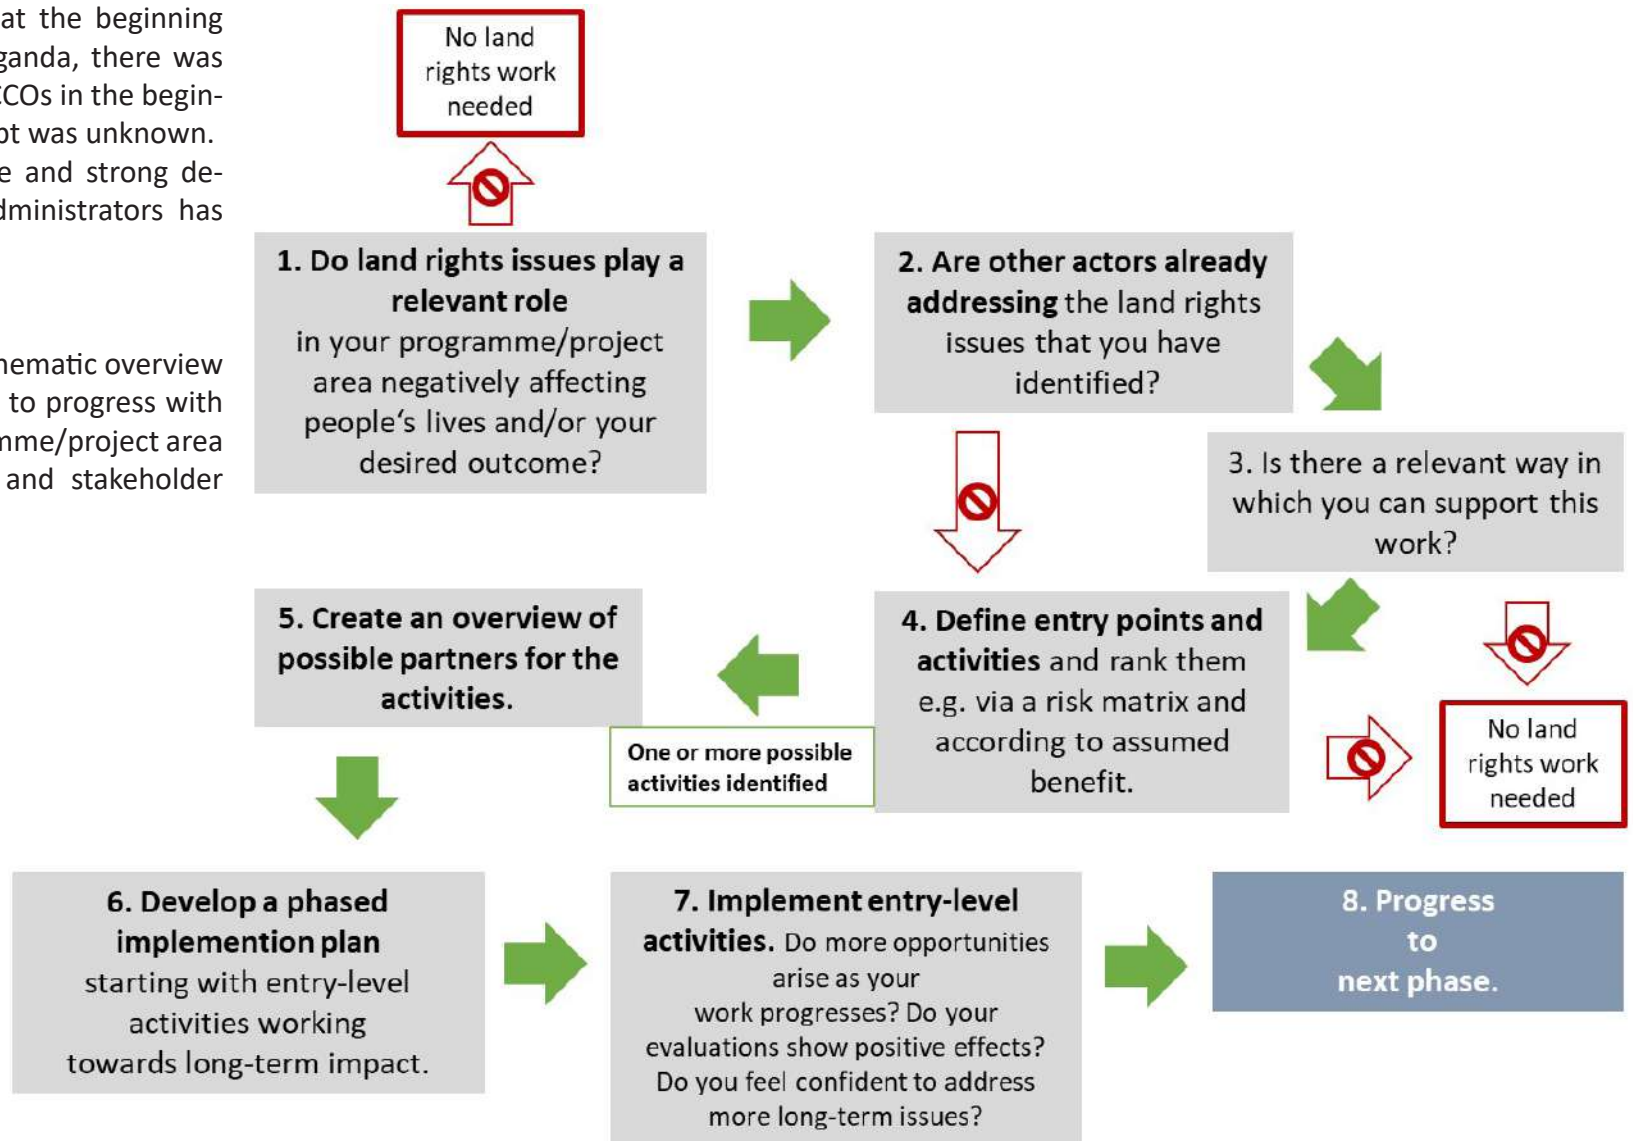 at the beginning
ganda, there was
CCOs in the begin-
pt was unknown.
e and strong de-
dministrators has
hematic overview
to progress with
mme/project area
and stakeholder
No land
rights work
needed
1. Do land rights issues play a
relevant role
in your programme/project
area negatively affecting
people‘s lives and/or your
desired outcome?
2. Are other actors already
addressing the land rights
issues that you have
identified?
3. Is there a relevant way in
which you can support this
work?
4. Define entry points and
activities and rank them
e.g. via a risk matrix and
according to assumed
benefit.
No land
rights work
needed
One or more possible
activities identified
5. Create an overview of
possible partners for the
activities.
6. Develop a phased
implemention plan
starting with entry-level
activities working
towards long-term impact.
7. Implement entry-level
activities. Do more opportunities
arise as your
work progresses? Do your
evaluations show positive effects?
Do you feel confident to address
more long-term issues?
8. Progress
to
next phase.